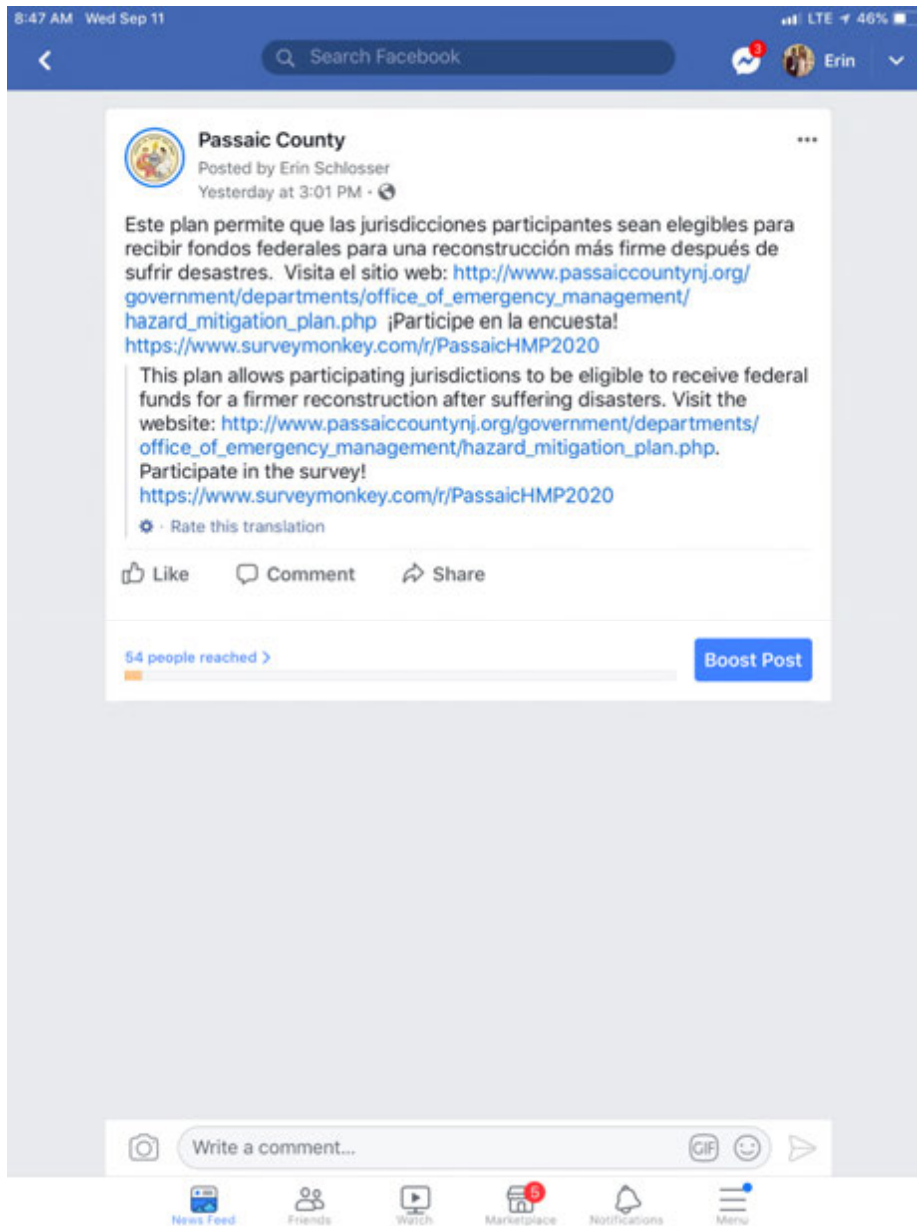 8:47 AM Wed Sep 11
LTE 46%
Search Facebook
3
Erin
Passaic County
Posted by Erin Schlosser
Yesterday at 3:01 PM ·
Este plan permite que las jurisdicciones participantes sean elegibles para
recibir fondos federales para una reconstrucción más firme después de
sufrir desastres. Visita el sitio web: http://www.passaiccountynj.org/
government/departments/office_of_emergency_management/
hazard_mitigation_plan.php ¡Participe en la encuesta!
https://www.surveymonkey.com/r/PassaicHMP2020
This plan allows participating jurisdictions to be eligible to receive federal
funds for a firmer reconstruction after suffering disasters. Visit the
website: http://www.passaiccountynj.org/government/departments/
office_of_emergency_management/hazard_mitigation_plan.php.
Participate in the survey!
https://www.surveymonkey.com/r/PassaicHMP2020
· Rate this translation
Like Comment Share
54 people reached >
Boost Post
Write a comment...
GIF
5
News Feed Friends Watch Marketplace Notifications Menu